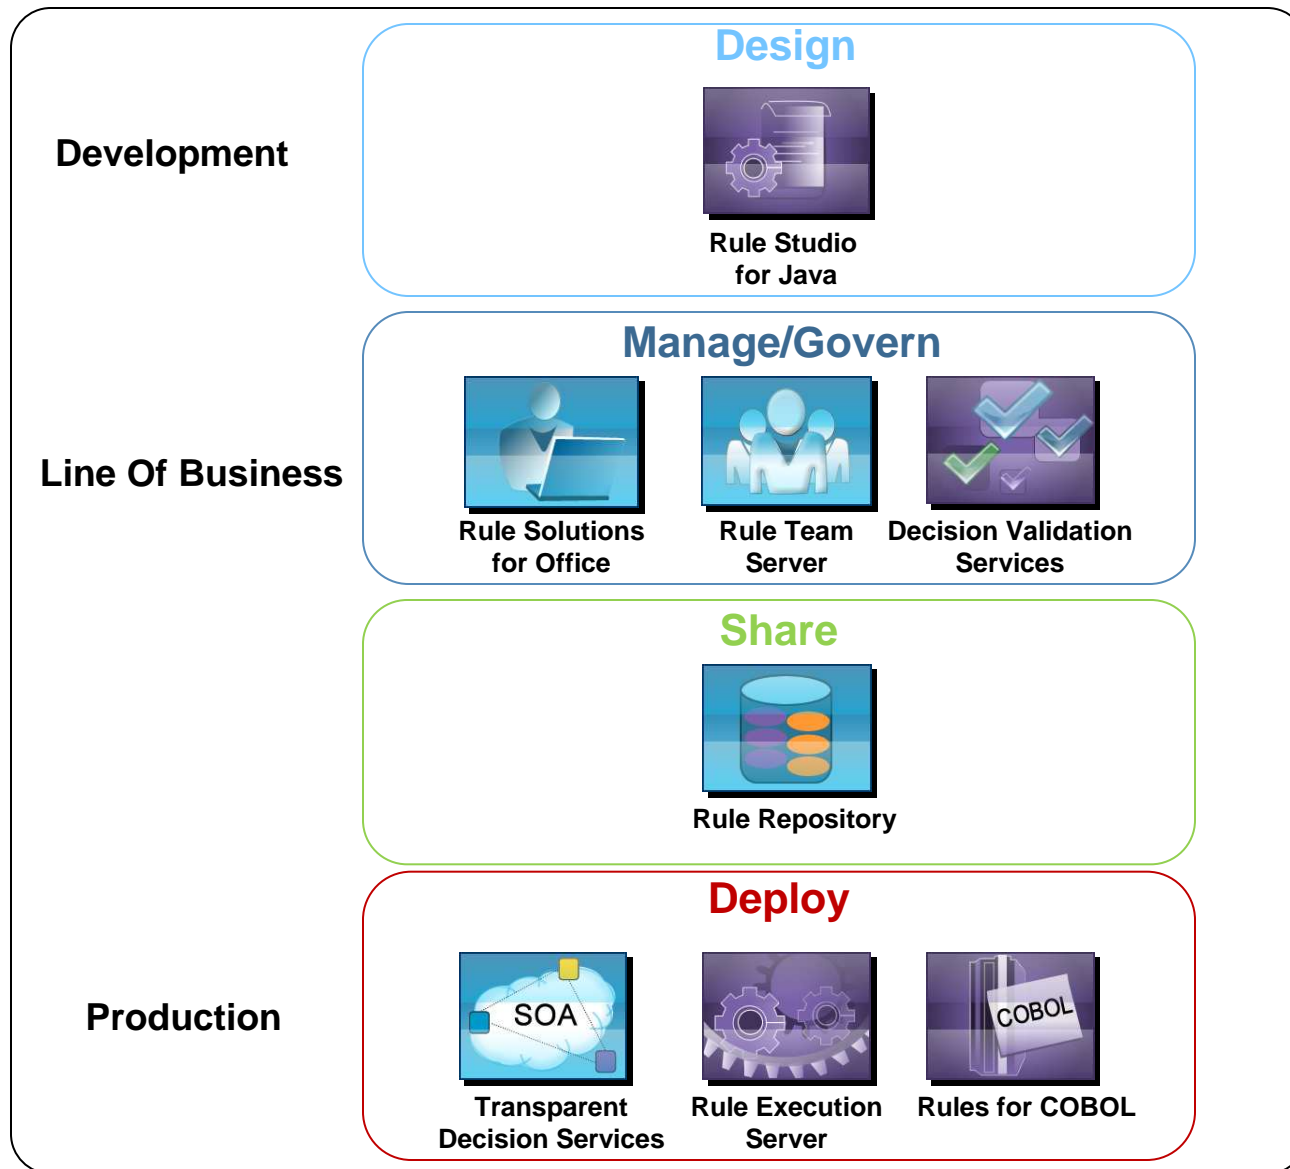 Design
Development
Rule Studio
for Java
Manage/Govern
Line Of Business
Rule Solutions
for Office
Rule Team
Server
Decision Validation
Services
Share
Rule Repository
Deploy
Production
SOA
COBOL
Transparent
Decision Services
Rule Execution
Server
Rules for COBOL